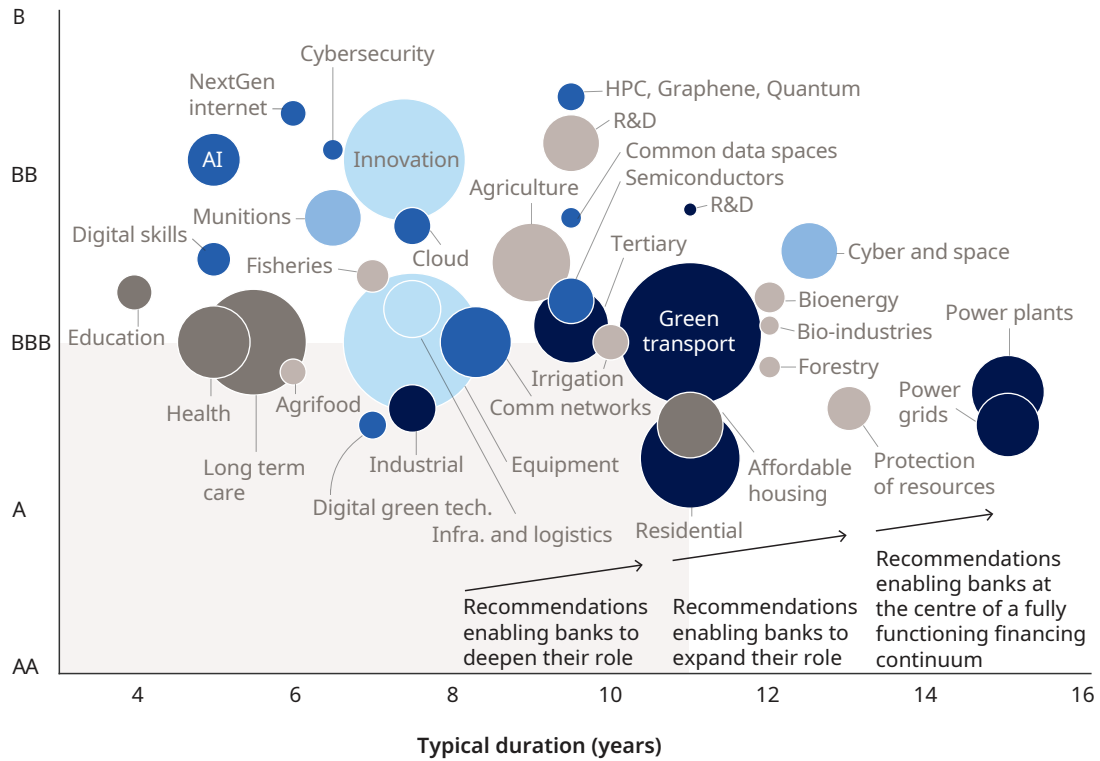 B
Cybersecurity
NextGen
internet
HPC, Graphene, Quantum
R&D
AI
Innovation
Common data spaces
BB
Agriculture
Semiconductors
Munitions
R&D
Digital skills
Cloud
Tertiary
Fisheries
Cyber and space
Bioenergy
Power plants
Education
BBB
Green
transport
Bio-industries
Irrigation
Forestry
Health
Agrifood
Comm networks
Power
grids
Long term
care
Industrial
Equipment
Affordable
housing
Protection
of resources
Digital green tech.
A
Infra. and logistics
Residential
Recommendations
enabling banks to
deepen their role
Recommendations
enabling banks to
expand their role
Recommendations
enabling banks at
the centre of a fully
functioning financing
continuum
AA
4
6
8
10
12
14
16
Typical duration (years)